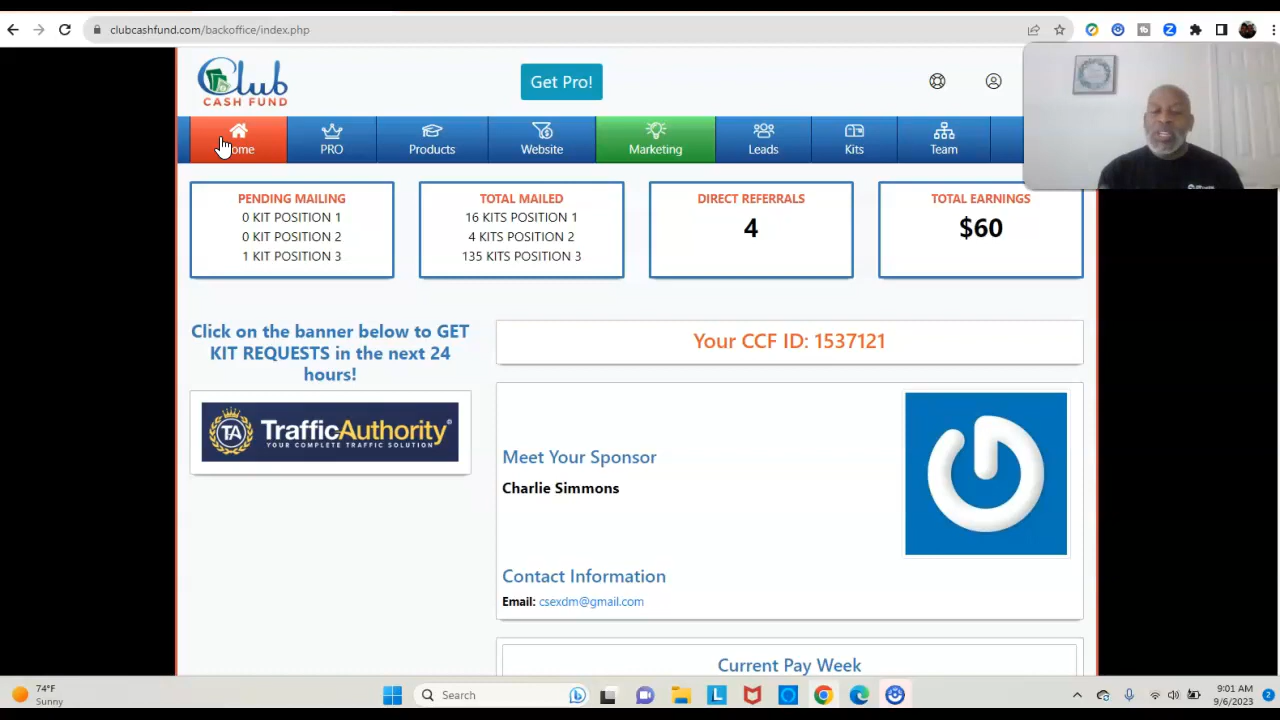 clubcashfund.com/backoffice/index.php
Club
CASH FUND
Get Pro!
Home
PRO
Products
Website
Marketing
Leads
Kits
Team
PENDING MAILING
0 KIT POSITION 1
0 KIT POSITION 2
1 KIT POSITION 3
TOTAL MAILED
16 KITS POSITION 1
4 KITS POSITION 2
135 KITS POSITION 3
DIRECT REFERRALS
4
TOTAL EARNINGS
$60
Click on the banner below to GET
KIT REQUESTS in the next 24
hours!
TA TrafficAuthority®
YOUR COMPLETE TRAFFIC SOLUTION
Your CCF ID: 1537121
Meet Your Sponsor
Charlie Simmons
Contact Information
Email: csexdm@gmail.com
Current Pay Week
74°F
Sunny
Search
9:01 AM
9/6/2023
2